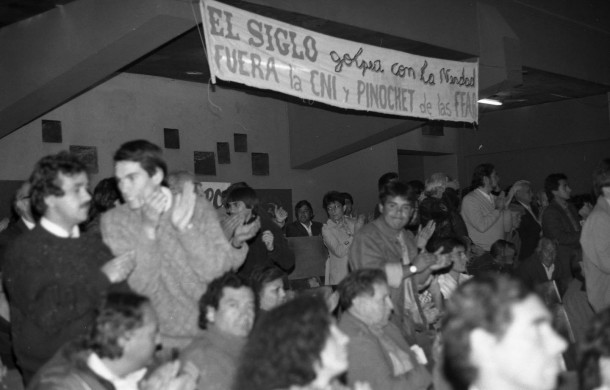 EL SIGLO golpea con la Verdad
FUERA la CNI y PINOCHET de las FFAA